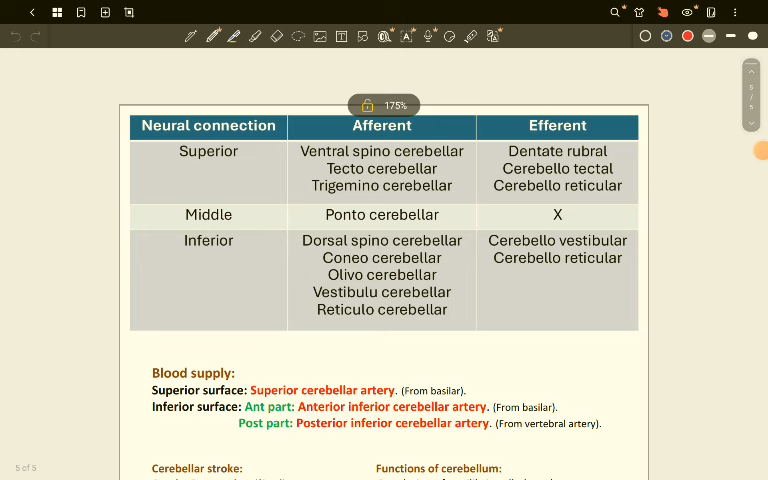 175%
5
/
5
Neural connection Afferent Efferent
Superior Ventral spino cerebellar Dentate rubral
Tecto cerebellar Cerebello tectal
Trigemino cerebellar Cerebello reticular
Middle Ponto cerebellar X
Inferior Dorsal spino cerebellar Cerebello vestibular
Coneo cerebellar Cerebello reticular
Olivo cerebellar
Vestibulu cerebellar
Reticulo cerebellar
Blood supply:
Superior surface: Superior cerebellar artery. (From basilar).
Inferior surface: Ant part: Anterior inferior cerebellar artery. (From basilar).
Post part: Posterior inferior cerebellar artery. (From vertebral artery).
5 of 5
Cerebellar stroke: Functions of cerebellum: